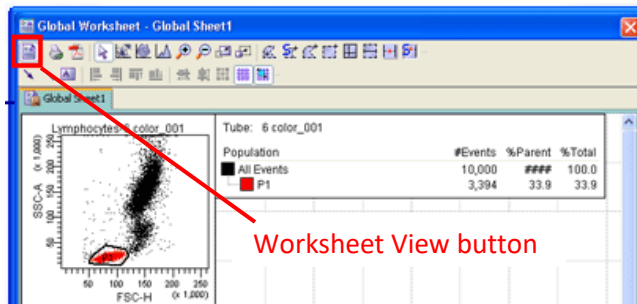 Global Worksheet - Global Sheet1
Global Sheet1
Lymphocytes-6 color_001
SSC-A
(x 1,000)
50 100 150 200 250
P1
50 100 150 200 250
FSC-H (x 1,000)
Tube: 6 color_001
Population #Events %Parent %Total
All Events 10,000 #### 100.0
P1 3,394 33.9 33.9
Worksheet View button